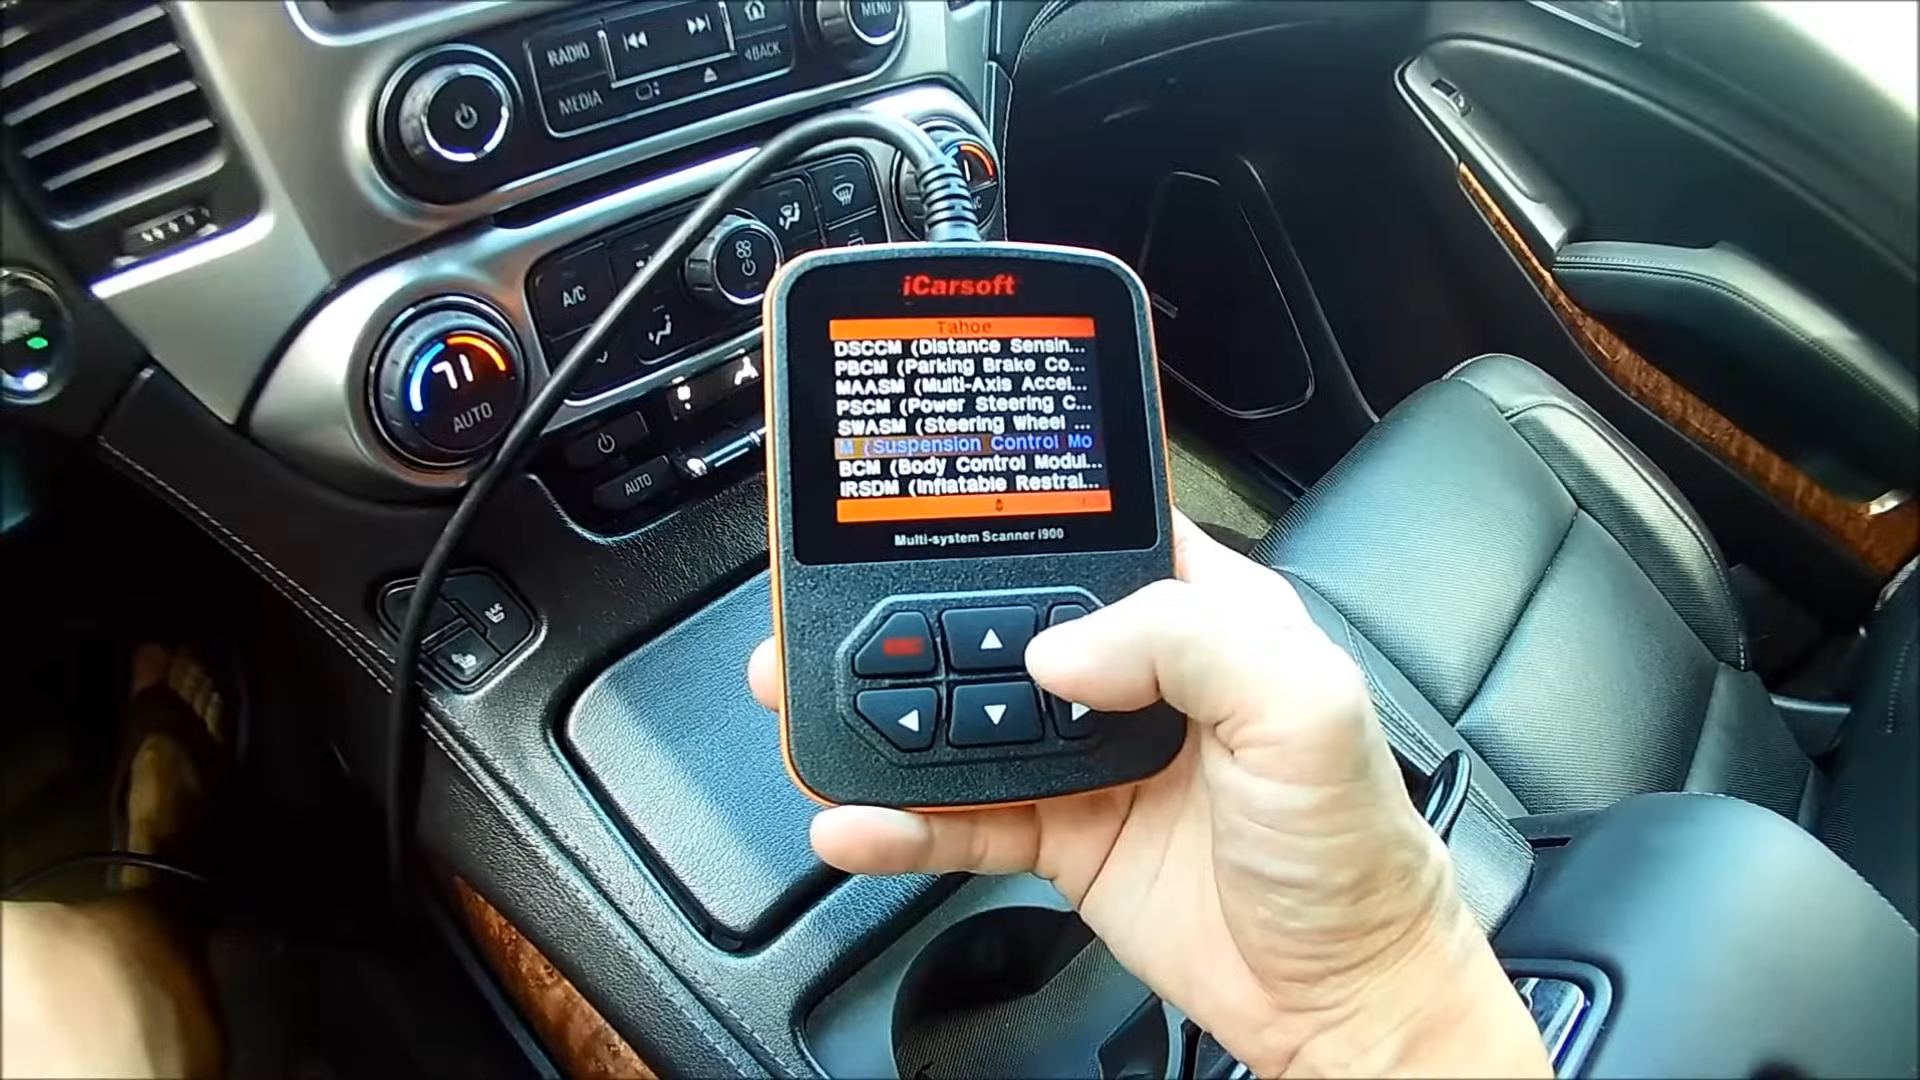 MENU
RADIO
BACK
MEDIA
A/C
71
AUTO
AUTO
iCarsoft
Tahoe
DSCCM (Distance Sensin...
PBCM (Parking Brake Co...
MAASM (Multi-Axis Accel...
PSCM (Power Steering C...
SWASM (Steering Wheel ...
M (Suspension Control Mo
BCM (Body Control Modul...
IRSDM (Inflatable Restrai...
Multi-system Scanner i900